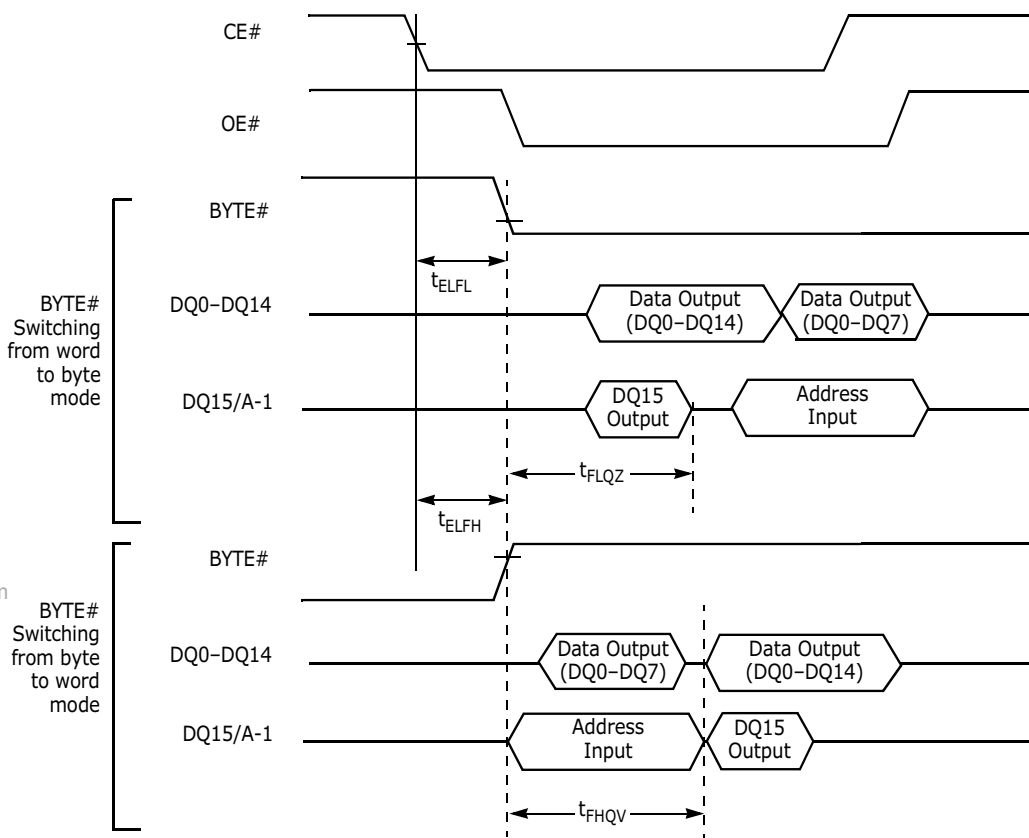 CE#
OE#
BYTE#
tELFL
BYTE#
Switching
from word
to byte
mode
DQ0–DQ14
Data Output
(DQ0–DQ14)
Data Output
(DQ0–DQ7)
DQ15/A-1
DQ15
Output
Address
Input
tFLQZ
tELFH
BYTE#
BYTE#
Switching
from byte
to word
mode
DQ0–DQ14
Data Output
(DQ0–DQ7)
Data Output
(DQ0–DQ14)
DQ15/A-1
Address
Input
DQ15
Output
tFHQV